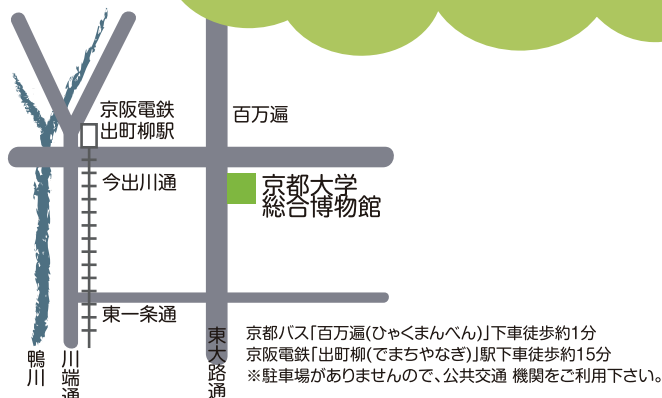 京阪電鉄
出町柳駅
百万遍
今出川通
京都大学
総合博物館
東一条通
鴨川
川端通
東大路通
京都バス「百万遍(ひゃくまんべん)」下車徒歩約1分
京阪電鉄「出町柳(でまちやなぎ)」駅下車徒歩約15分
※駐車場がありませんので、公共交通 機関をご利用下さい。